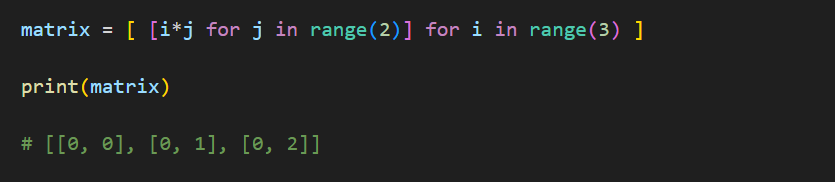 matrix = [ [i*j for j in range(2)] for i in range(3) ]
print(matrix)
# [[0, 0], [0, 1], [0, 2]]